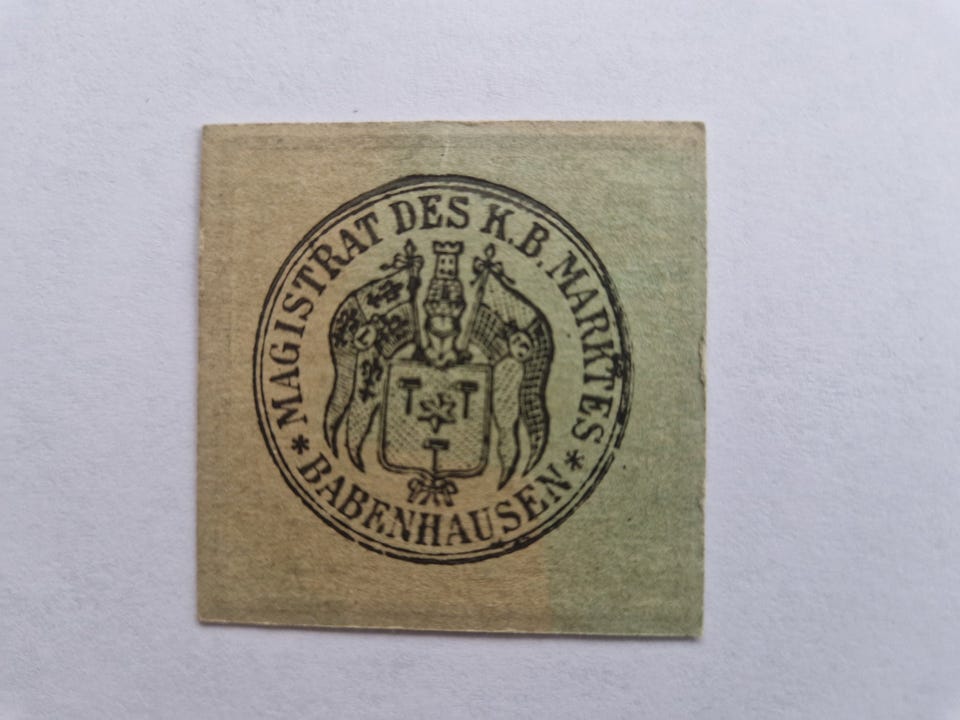 * MAGISTRAT DES K.B. MARKTES *
BABENHAUSEN